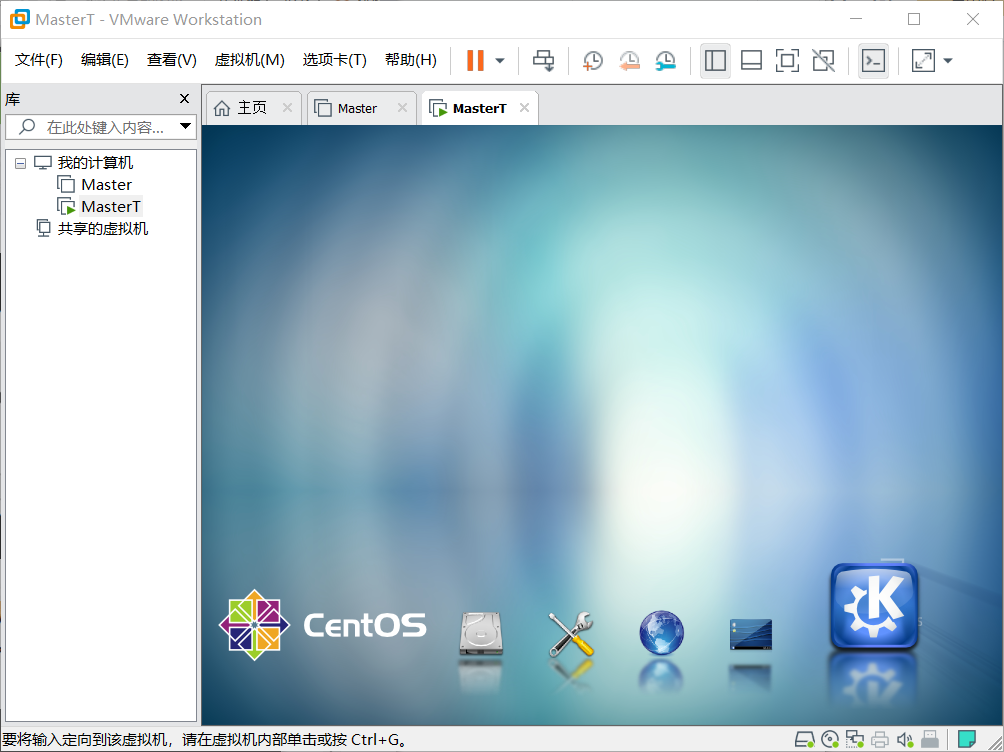 MasterT - VMware Workstation
文件(F) 编辑(E) 查看(V) 虚拟机(M) 选项卡(T) 帮助(H)
库
主页 Master MasterT
在此处键入内容...
我的计算机
Master
MasterT
共享的虚拟机
CentOS
K
要将输入定向到该虚拟机，请在虚拟机内部单击或按 Ctrl+G。